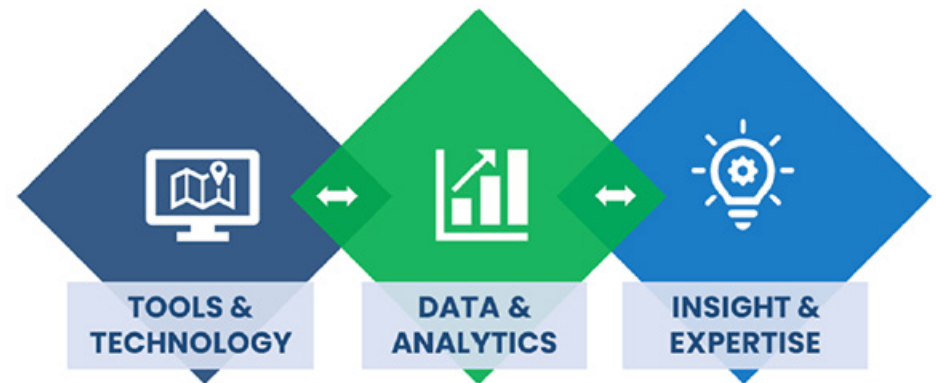 TOOLS &
TECHNOLOGY
DATA &
ANALYTICS
INSIGHT &
EXPERTISE